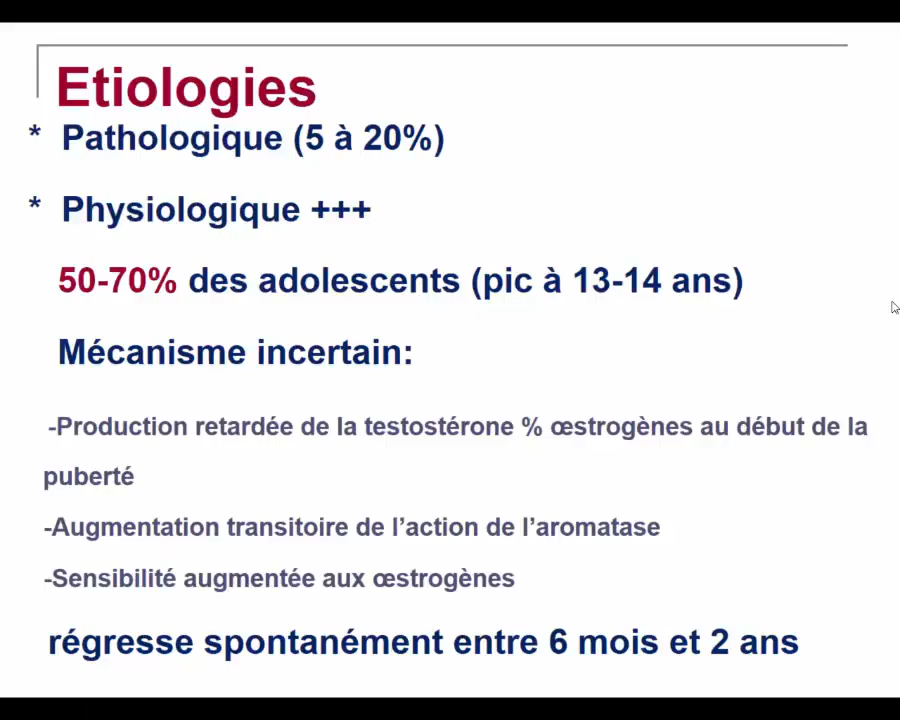 Etiologies
* Pathologique (5 à 20%)
* Physiologique +++
50-70% des adolescents (pic à 13-14 ans)
Mécanisme incertain:
-Production retardée de la testostérone % œstrogènes au début de la
puberté
-Augmentation transitoire de l’action de l’aromatase
-Sensibilité augmentée aux œstrogènes
régresse spontanément entre 6 mois et 2 ans